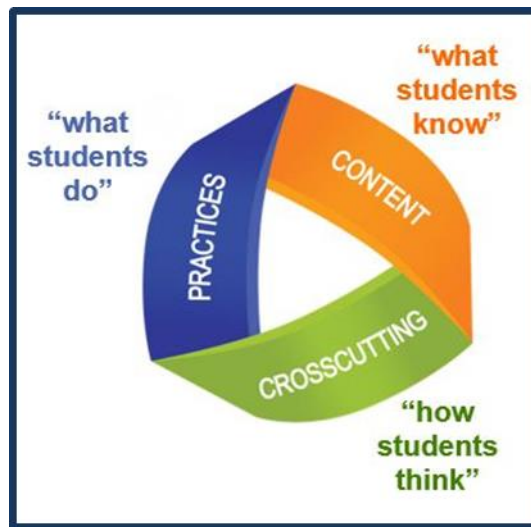 “what
students
do”
PRACTICES
“what
students
know”
CONTENT
CROSSCUTTING
“how
students
think”